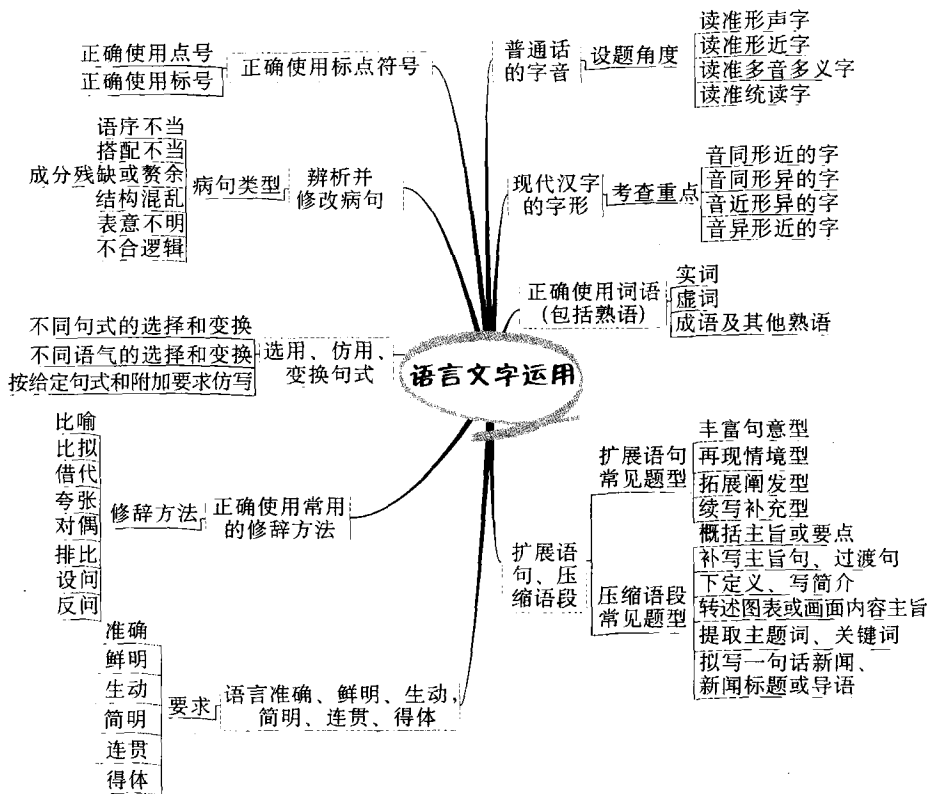 语言文字运用
普通话
的字音
设题角度
读准形声字
读准形近字
读准多音多义字
读准统读字
现代汉字
的字形
考查重点
音同形近的字
音同形异的字
音近形异的字
音异形近的字
正确使用词语
(包括熟语)
实词
虚词
成语及其他熟语
扩展语
句、压
缩语段
扩展语句
常见题型
丰富句意型
再现情境型
拓展阐发型
续写补充型
压缩语段
常见题型
概括主旨或要点
补写主旨句、过渡句
下定义、写简介
转述图表或画面内容主旨
提取主题词、关键词
拟写一句话新闻、
新闻标题或导语
正确使用标点符号
正确使用点号
正确使用标号
辨析并
修改病句
病句类型
语序不当
搭配不当
成分残缺或赘余
结构混乱
表意不明
不合逻辑
选用、仿用、
变换句式
不同句式的选择和变换
不同语气的选择和变换
按给定句式和附加要求仿写
正确使用常用
的修辞方法
修辞方法
比喻
比拟
借代
夸张
对偶
排比
设问
反问
语言准确、鲜明、生动,
简明、连贯、得体
要求
准确
鲜明
生动
简明
连贯
得体